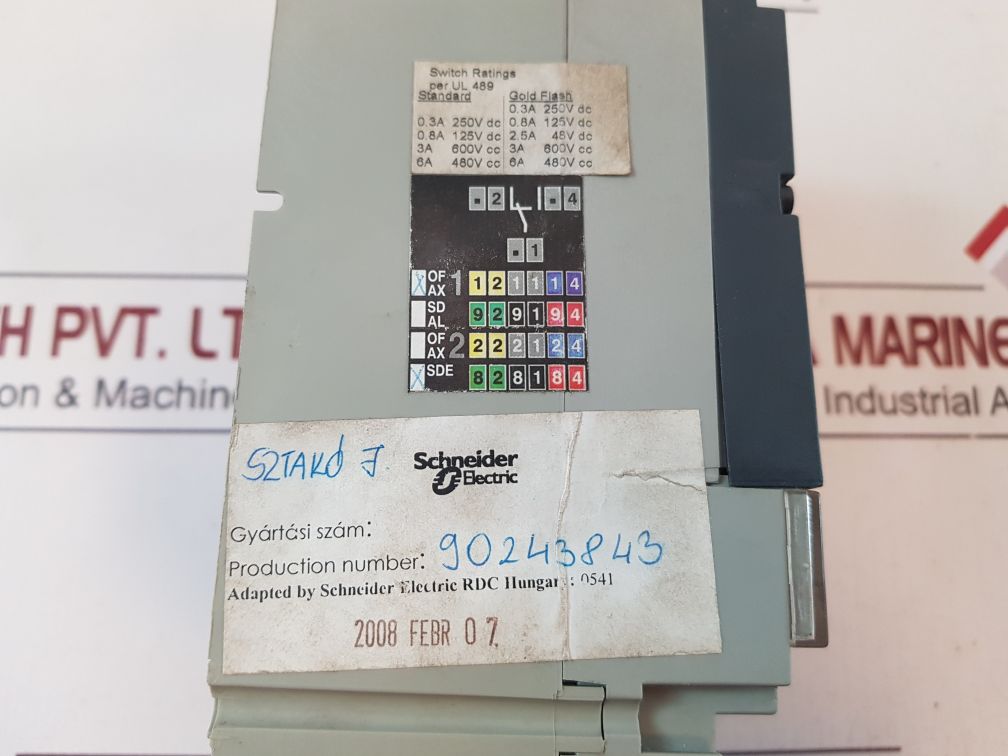 Switch Ratings
per UL 489
Standard
0.3A 250V dc
0.8A 125V dc
3A 600V cc
6A 480V cc
Gold Flash
0.3A 250V dc
0.8A 125V dc
2.5A 48V dc
3A 600V cc
6A 480V cc
. 2 . 4
. 1
X OF AX 1 1 2 1 1 1 4
SD AL 9 2 9 1 9 4
OF AX 2 2 2 2 1 2 4
X SDE 8 2 8 1 8 4
SZTAKÓ J
Schneider
Electric
Gyártási szám:
Production number: 90243843
Adapted by Schneider Electric RDC Hungary: 0541
2008 FEBR 07.
H PVT. LT
on & Machin
A MARINE
Industrial A